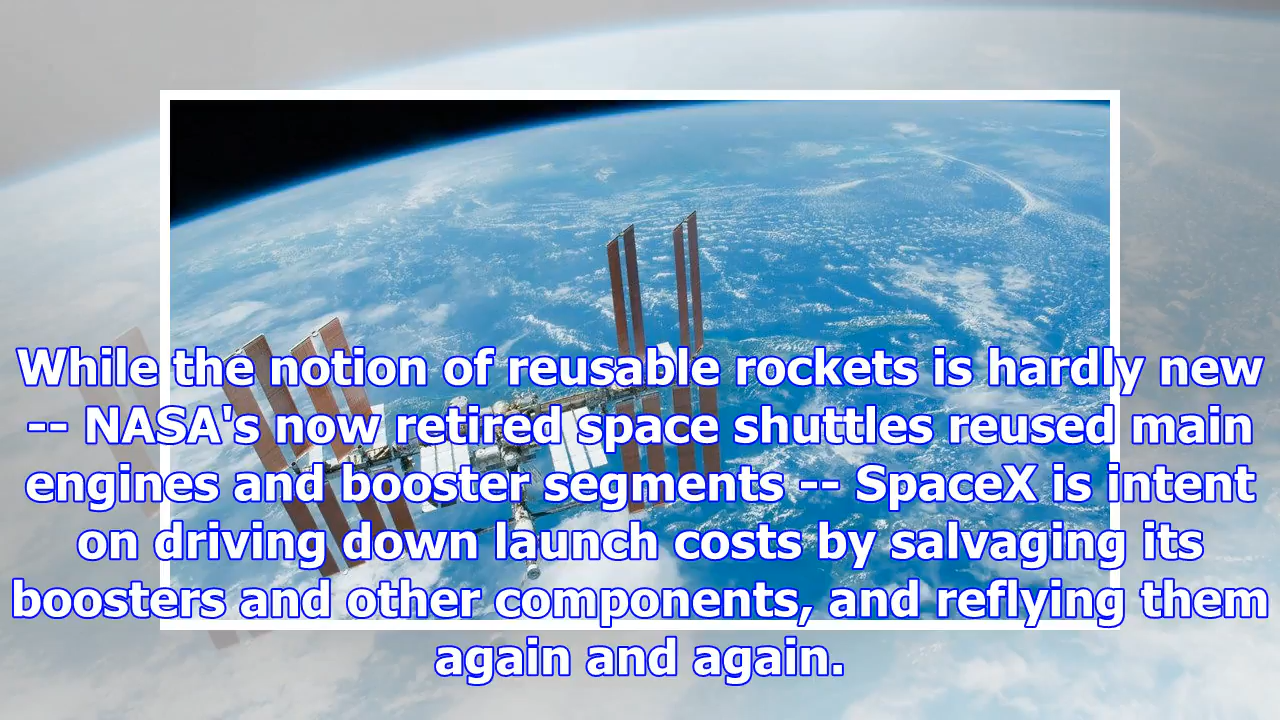 While the notion of reusable rockets is hardly new
-- NASA's now retired space shuttles reused main
engines and booster segments -- SpaceX is intent
on driving down launch costs by salvaging its
boosters and other components, and reflying them
again and again.